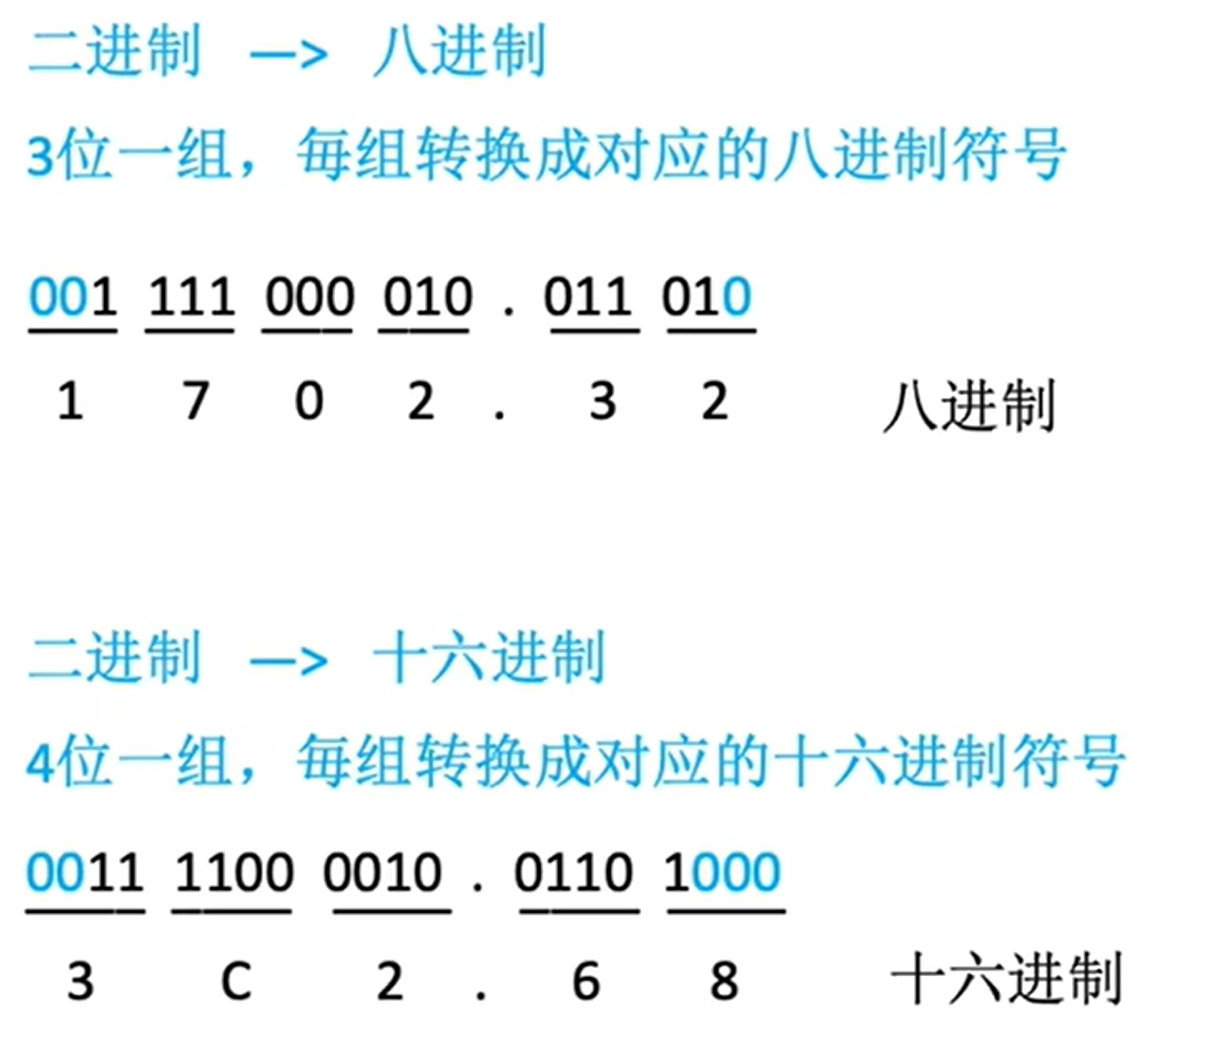 二进制 —> 八进制
3位一组，每组转换成对应的八进制符号
001 111 000 010 . 011 010
1 7 0 2 . 3 2 八进制
二进制 —> 十六进制
4位一组，每组转换成对应的十六进制符号
0011 1100 0010 . 0110 1000
3 C 2 . 6 8 十六进制